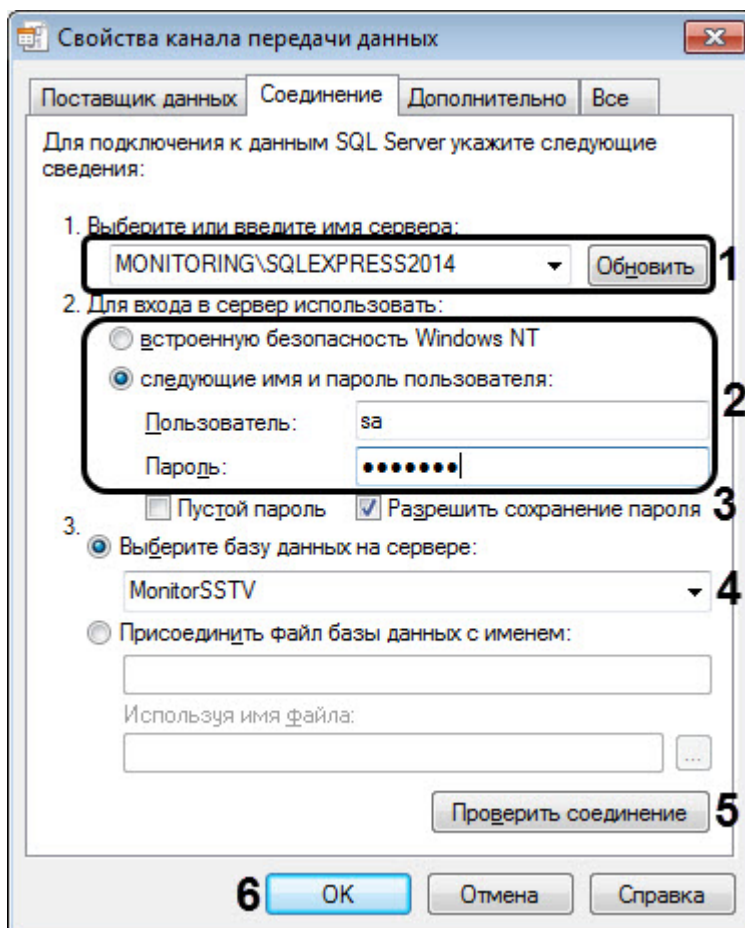 Свойства канала передачи данных
Поставщик данных Соединение Дополнительно Все
Для подключения к данным SQL Server укажите следующие
сведения:
1. Выберите или введите имя сервера:
MONITORING\SQLEXPRESS2014 Обновить 1
2. Для входа в сервер использовать:
встроенную безопасность Windows NT
следующие имя и пароль пользователя: 2
Пользователь: sa
Пароль: ●●●●●●●
Пустой пароль Разрешить сохранение пароля 3
3.
Выберите базу данных на сервере:
MonitorSSTV 4
Присоединить файл базы данных с именем:
Используя имя файла:
...
Проверить соединение 5
6 OK Отмена Справка